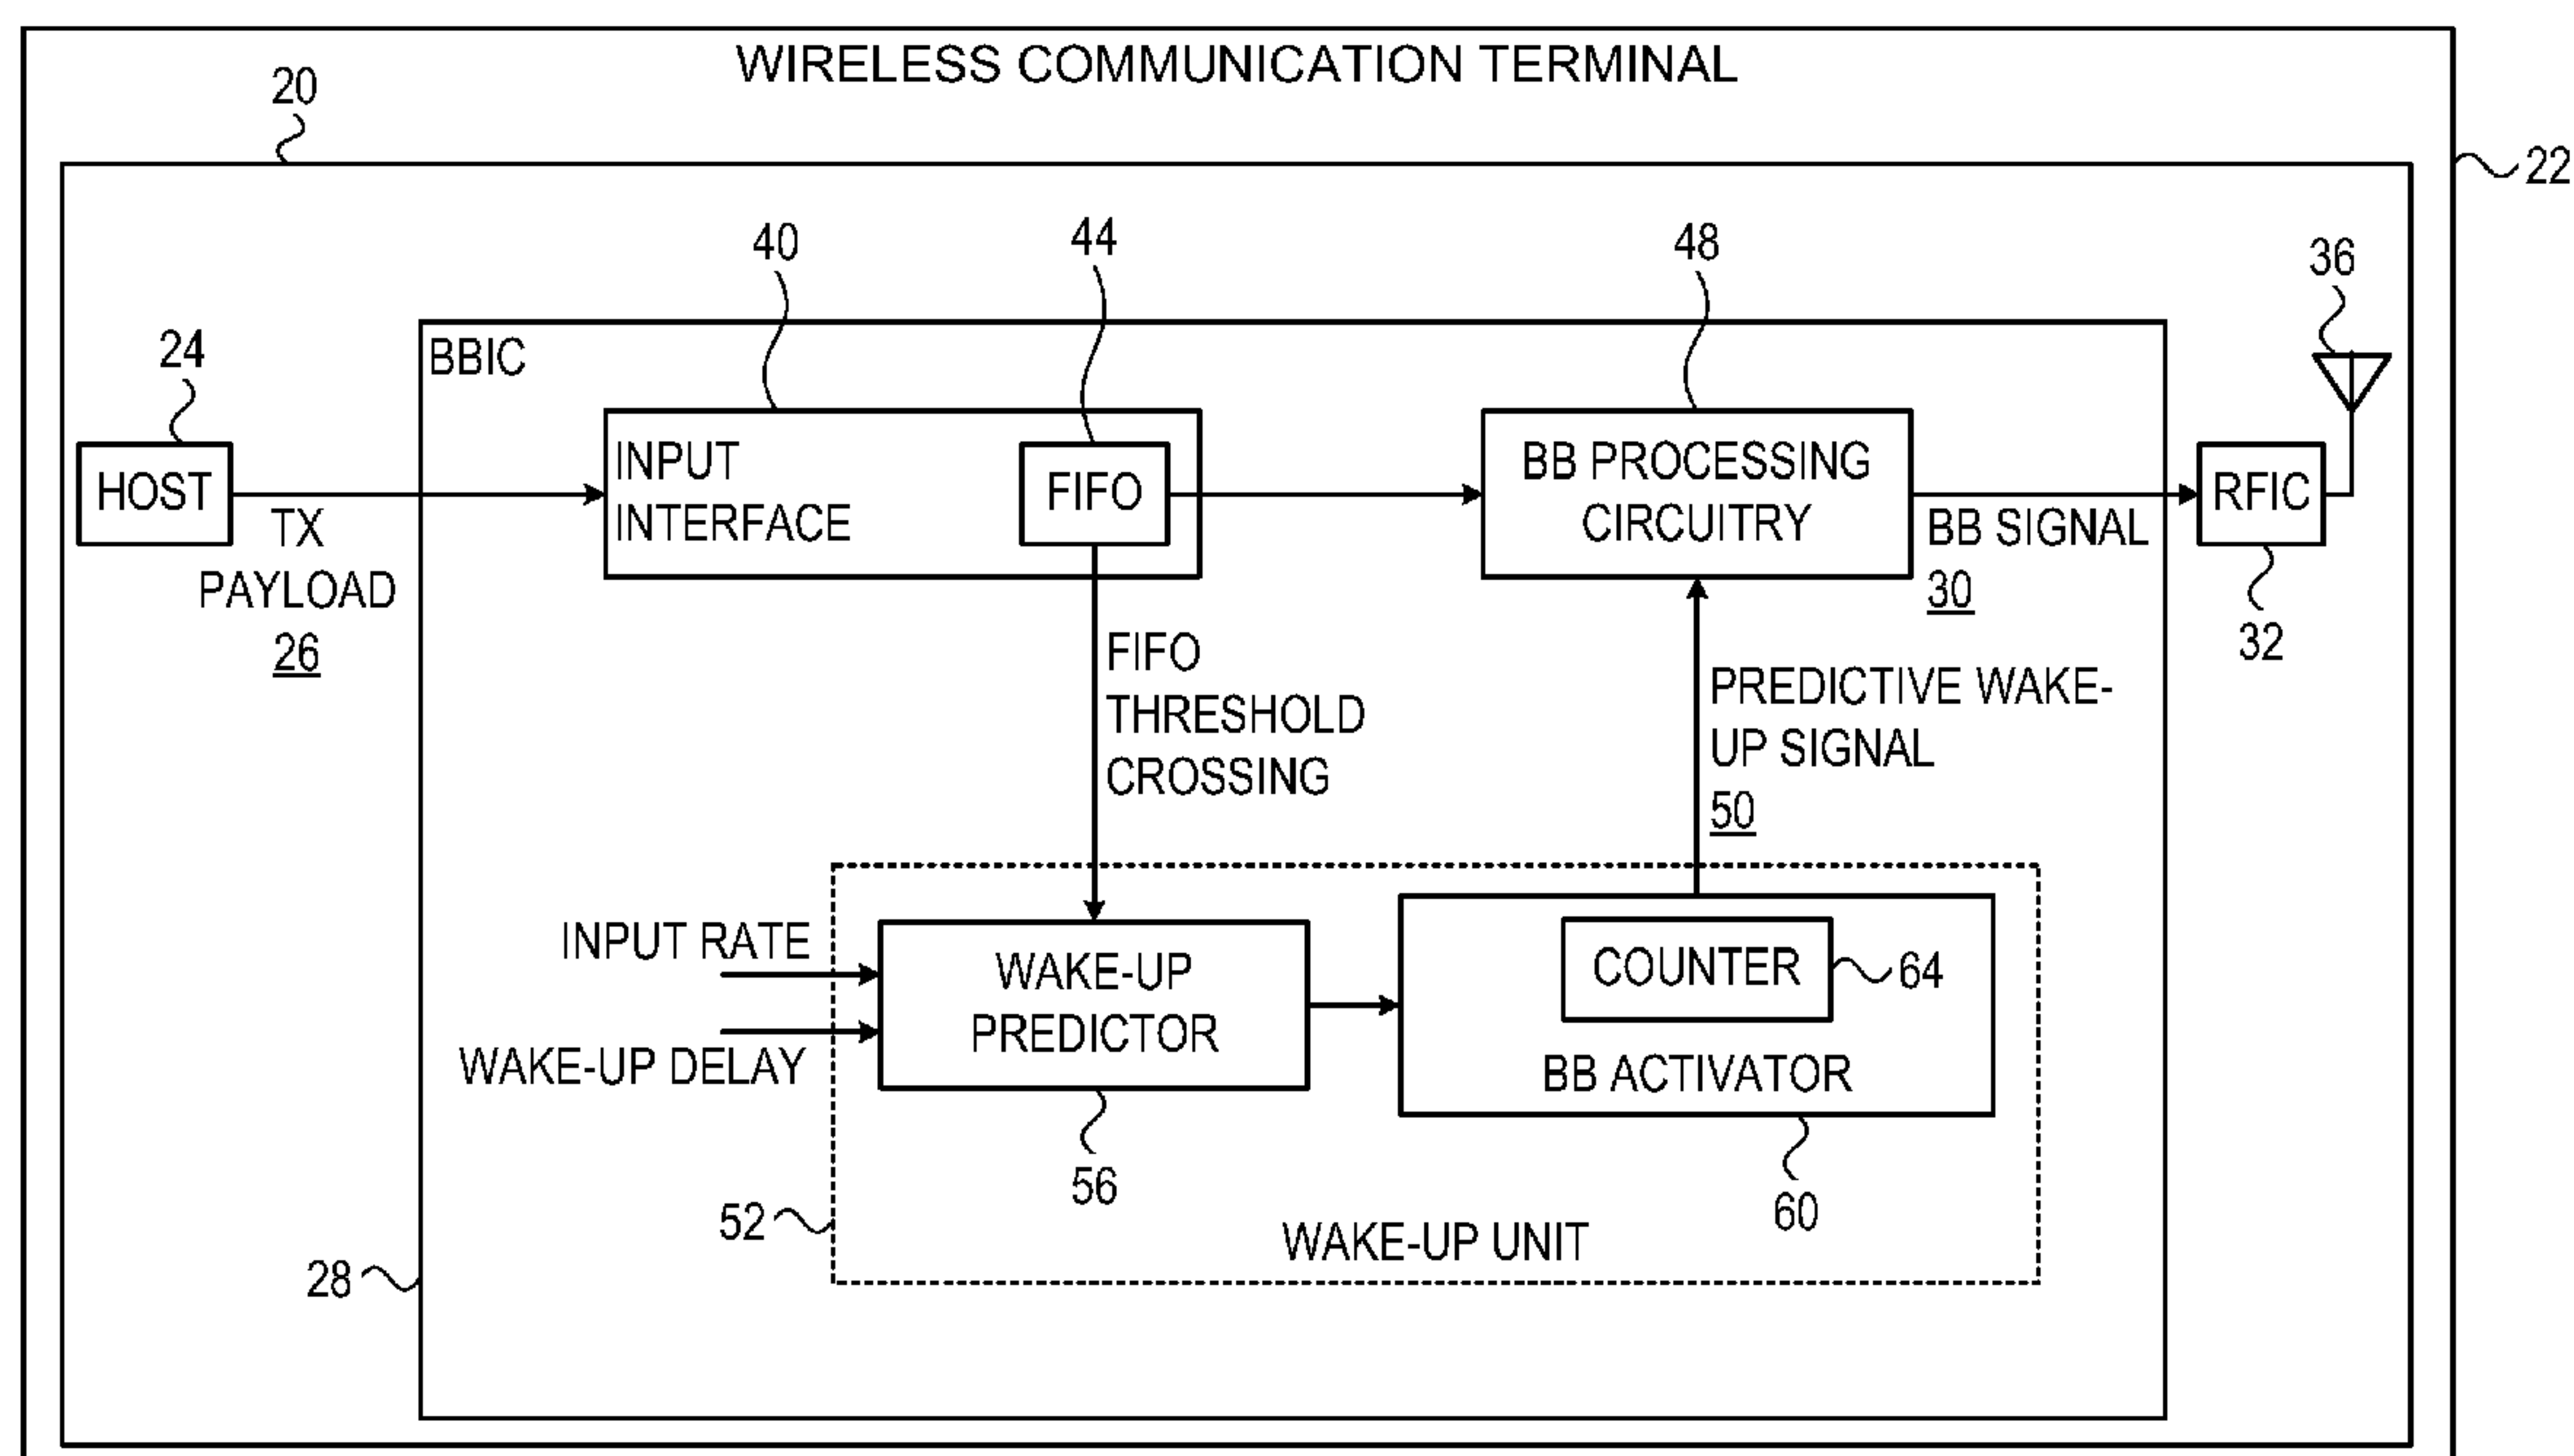 WIRELESS COMMUNICATION TERMINAL
20
22
40
44
48
36
24
BBIC
HOST
INPUT
INTERFACE
FIFO
BB PROCESSING
CIRCUITRY
RFIC
TX
PAYLOAD
26
BB SIGNAL
30
32
FIFO
THRESHOLD
CROSSING
PREDICTIVE WAKE-
UP SIGNAL
50
INPUT RATE
WAKE-UP DELAY
WAKE-UP
PREDICTOR
COUNTER
64
BB ACTIVATOR
56
60
52
WAKE-UP UNIT
28